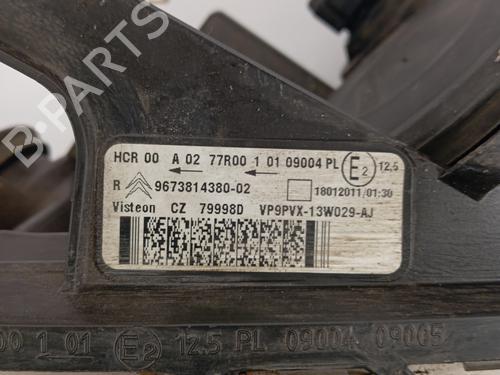 HCR 00 A 02 77R00 1 01 09004 PL E2 12,5
R 9673814380-02 18012011/01:30
Visteon CZ 79998D VP9PVX-13W029-AJ
00 1 01 E2 12.5 PL 09004 09005